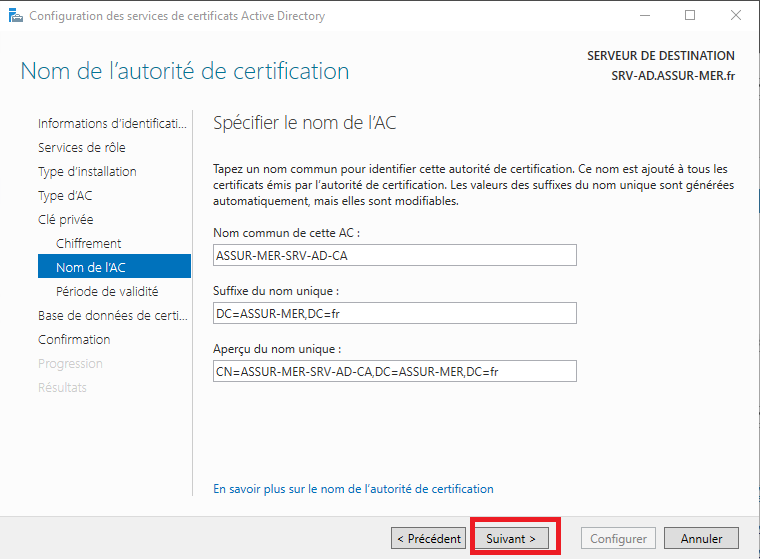 Configuration des services de certificats Active Directory
Nom de l'autorité de certification
SERVEUR DE DESTINATION
SRV-AD.ASSUR-MER.fr
Informations d'identificati...
Services de rôle
Type d'installation
Type d'AC
Clé privée
Chiffrement
Nom de l'AC
Période de validité
Base de données de certi...
Confirmation
Progression
Résultats
Spécifier le nom de l'AC
Tapez un nom commun pour identifier cette autorité de certification. Ce nom est ajouté à tous les
certificats émis par l'autorité de certification. Les valeurs des suffixes du nom unique sont générées
automatiquement, mais elles sont modifiables.
Nom commun de cette AC :
ASSUR-MER-SRV-AD-CA
Suffixe du nom unique :
DC=ASSUR-MER,DC=fr
Aperçu du nom unique :
CN=ASSUR-MER-SRV-AD-CA,DC=ASSUR-MER,DC=fr
En savoir plus sur le nom de l'autorité de certification
< Précédent
Suivant >
Configurer
Annuler